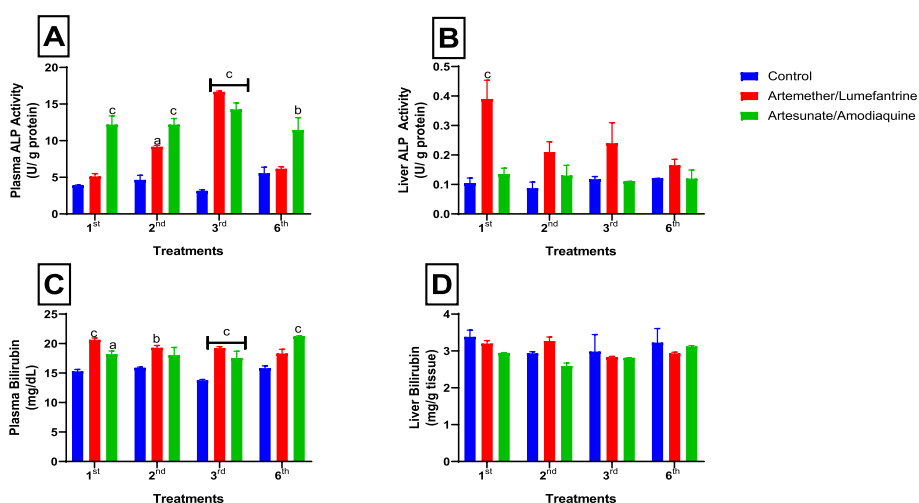 A
Plasma ALP Activity
(U/ g protein)
20
15
10
5
0
c
a
c
c
b
1st
2nd
3rd
6th
Treatments
B
Liver ALP Activity
(U/ g protein)
0.5
0.4
0.3
0.2
0.1
0.0
c
1st
2nd
3rd
6th
Treatments
Control
Artemether/Lumefantrine
Artesunate/Amodiaquine
C
Plasma Bilirubin
(mg/dL)
25
20
15
10
5
0
c
a
b
c
c
1st
2nd
3rd
6th
Treatments
D
Liver Bilirubin
(mg/g tissue)
4
3
2
1
0
1st
2nd
3rd
6th
Treatments